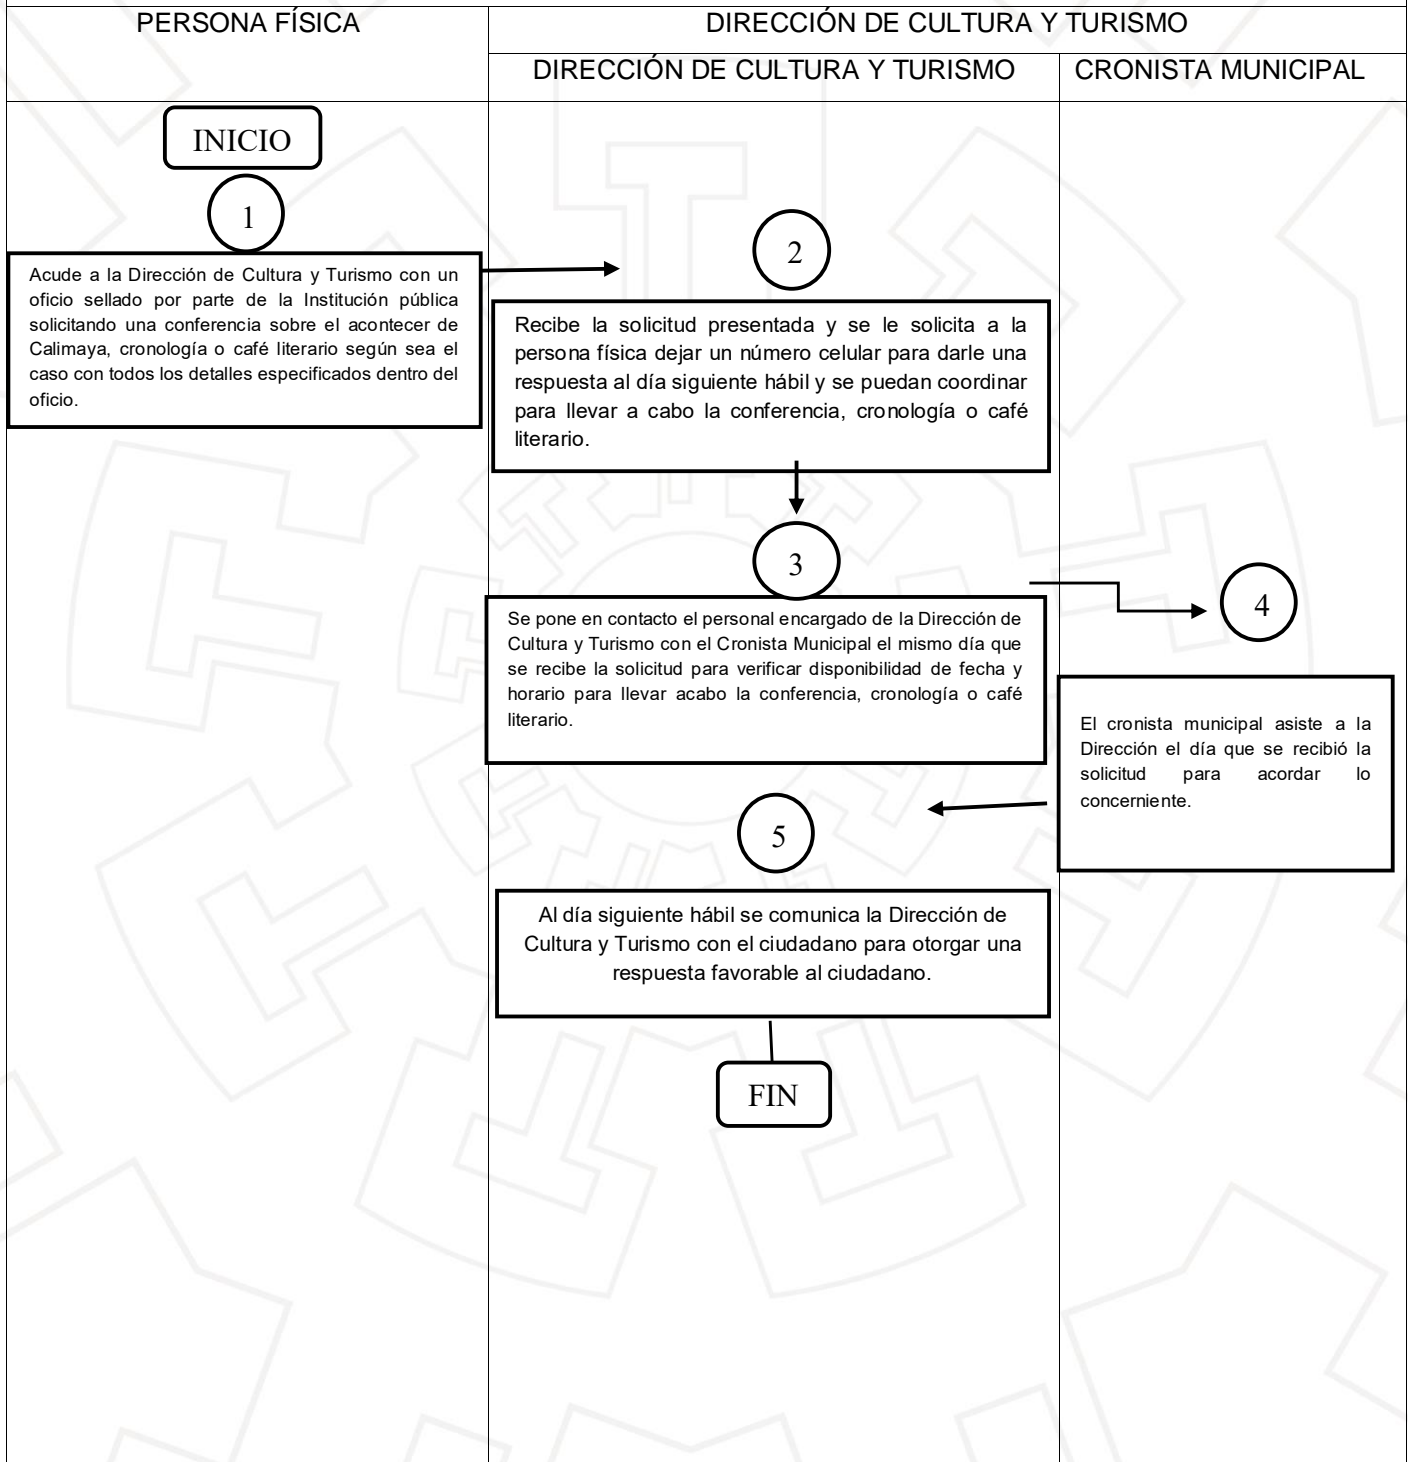 PERSONA FÍSICA
DIRECCIÓN DE CULTURA Y TURISMO
DIRECCIÓN DE CULTURA Y TURISMO
CRONISTA MUNICIPAL
INICIO
1
Acude a la Dirección de Cultura y Turismo con un
oficio sellado por parte de la Institución pública
solicitando una conferencia sobre el acontecer de
Calimaya, cronología o café literario según sea el
caso con todos los detalles especificados dentro del
oficio.
2
Recibe la solicitud presentada y se le solicita a la
persona física dejar un número celular para darle una
respuesta al día siguiente hábil y se puedan coordinar
para llevar a cabo la conferencia, cronología o café
literario.
3
Se pone en contacto el personal encargado de la Dirección de
Cultura y Turismo con el Cronista Municipal el mismo día que
se recibe la solicitud para verificar disponibilidad de fecha y
horario para llevar acabo la conferencia, cronología o café
literario.
4
El cronista municipal asiste a la
Dirección el día que se recibió la
solicitud para acordar lo
concerniente.
5
Al día siguiente hábil se comunica la Dirección de
Cultura y Turismo con el ciudadano para otorgar una
respuesta favorable al ciudadano.
FIN